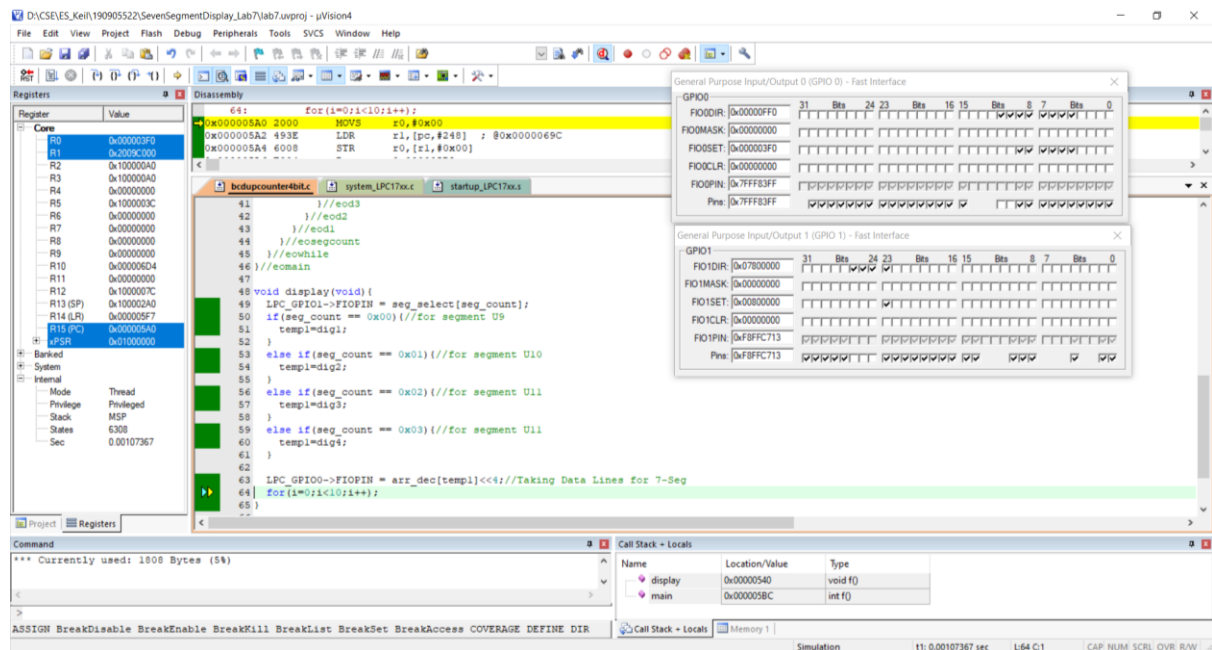 D:\CSE\ES_Keil\190905522\SevenSegmentDisplay_Lab7\lab7.uvproj - µVision4
File Edit View Project Flash Debug Peripherals Tools SVCS Window Help
Registers
Register Value
Core
R0 0x000003F0
R1 0x2009C000
R2 0x100000A0
R3 0x100000A0
R4 0x00000000
R5 0x1000003C
R6 0x00000000
R7 0x00000000
R8 0x00000000
R9 0x00000000
R10 0x000006D4
R11 0x00000000
R12 0x1000007C
R13 (SP) 0x100002A0
R14 (LR) 0x000005F7
R15 (PC) 0x000005A0
xPSR 0x01000000
Banked
System
Internal
Mode Thread
Privilege Privileged
Stack MSP
States 6308
Sec 0.00107367
Project Registers
Disassembly
64: for(i=0;i<10;i++);
0x000005A0 2000 MOVS r0,#0x00
0x000005A2 493E LDR r1,[pc,#248] ; @0x0000069C
0x000005A4 6008 STR r0,[r1,#0x00]
bcdupcounter4bit.c system_LPC17xx.c startup_LPC17xx.s
41 }//eod3
42 }//eod2
43 }//eod1
44 }//eosegcount
45 }//eowhile
46 }//eomain
47
48 void display(void){
49 LPC_GPIO1->FIOPIN = seg_select[seg_count];
50 if(seg_count == 0x00){//for segment U9
51 temp1=dig1;
52 }
53 else if(seg_count == 0x01){//for segment U10
54 temp1=dig2;
55 }
56 else if(seg_count == 0x02){//for segment U11
57 temp1=dig3;
58 }
59 else if(seg_count == 0x03){//for segment U11
60 temp1=dig4;
61 }
62
63 LPC_GPIO0->FIOPIN = arr_dec[temp1]<<4;//Taking Data Lines for 7-Seg
64 for(i=0;i<10;i++);
65 }
General Purpose Input/Output 0 (GPIO 0) - Fast Interface
GPIO0
31 Bits 24 23 Bits 16 15 Bits 8 7 Bits 0
FIO0DIR: 0x00000FF0
FIO0MASK: 0x00000000
FIO0SET: 0x000003F0
FIO0CLR: 0x00000000
FIO0PIN: 0x7FFF83FF
Pins: 0x7FFF83FF
General Purpose Input/Output 1 (GPIO 1) - Fast Interface
GPIO1
31 Bits 24 23 Bits 16 15 Bits 8 7 Bits 0
FIO1DIR: 0x07800000
FIO1MASK: 0x00000000
FIO1SET: 0x00800000
FIO1CLR: 0x00000000
FIO1PIN: 0xF8FFC713
Pins: 0xF8FFC713
Command
*** Currently used: 1808 Bytes (5%)
>
ASSIGN BreakDisable BreakEnable BreakKill BreakList BreakSet BreakAccess COVERAGE DEFINE DIR
Call Stack + Locals
Name Location/Value Type
display 0x00000540 void f()
main 0x000005BC int f()
Call Stack + Locals Memory 1
Simulation t1: 0.00107367 sec L:64 C:1 CAP NUM SCRL OVR R/W